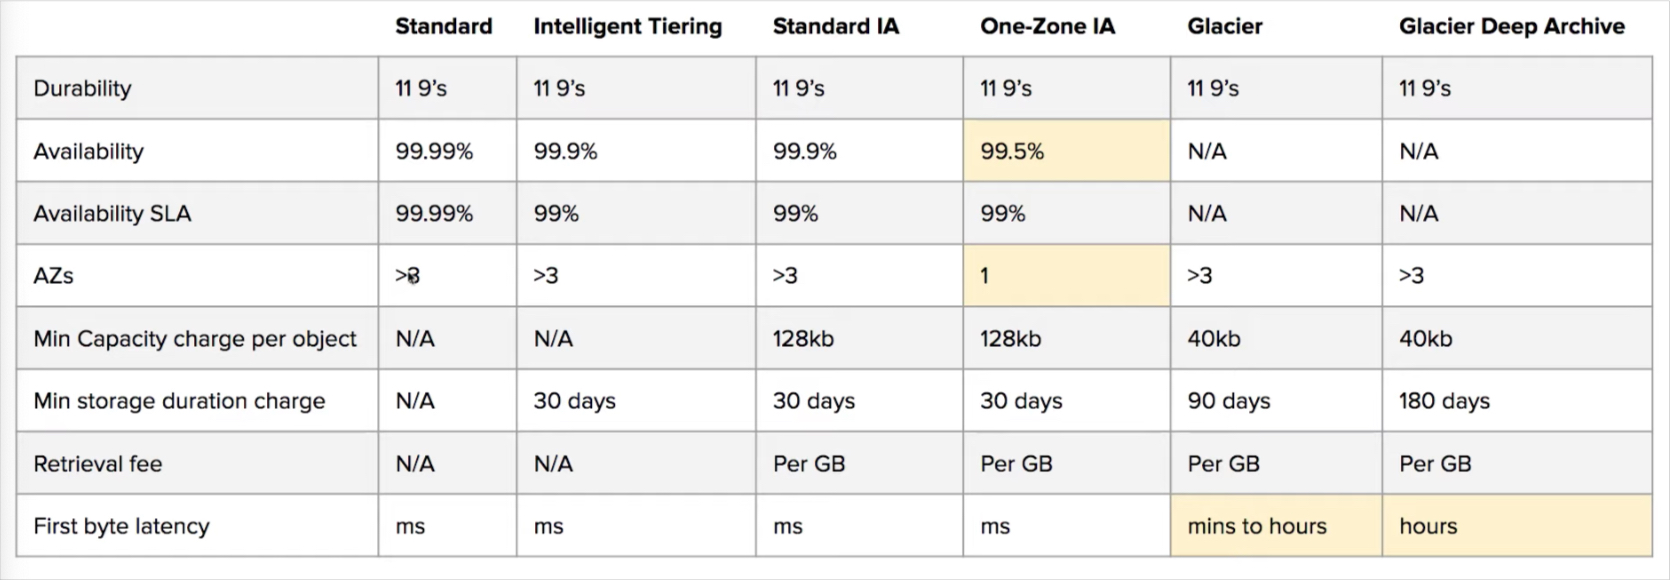 Standard Intelligent Tiering Standard IA One-Zone IA Glacier Glacier Deep Archive
Durability 11 9’s 11 9’s 11 9’s 11 9’s 11 9’s 11 9’s
Availability 99.99% 99.9% 99.9% 99.5% N/A N/A
Availability SLA 99.99% 99% 99% 99% N/A N/A
AZs >3 >3 >3 1 >3 >3
Min Capacity charge per object N/A N/A 128kb 128kb 40kb 40kb
Min storage duration charge N/A 30 days 30 days 30 days 90 days 180 days
Retrieval fee N/A N/A Per GB Per GB Per GB Per GB
First byte latency ms ms ms ms mins to hours hours